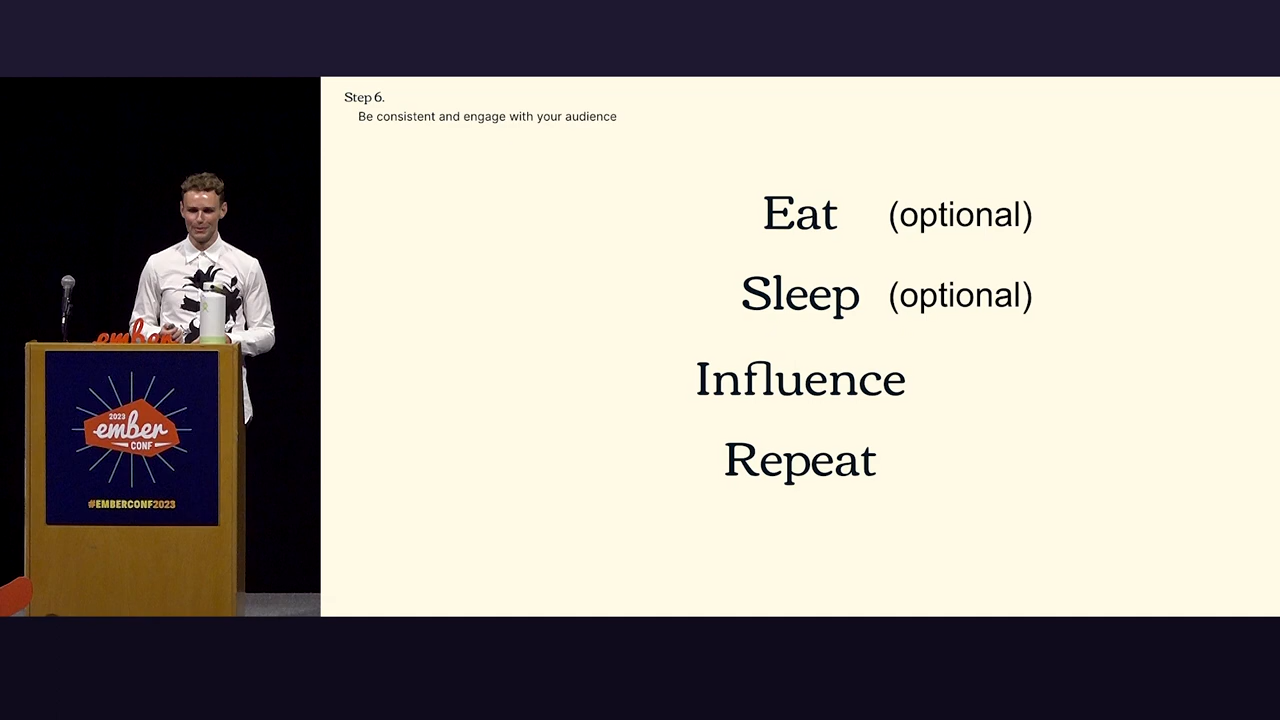 Step 6.
Be consistent and engage with your audience
Eat (optional)
Sleep (optional)
Influence
Repeat
ember
2023
ember
CONF
#EMBERCONF2023